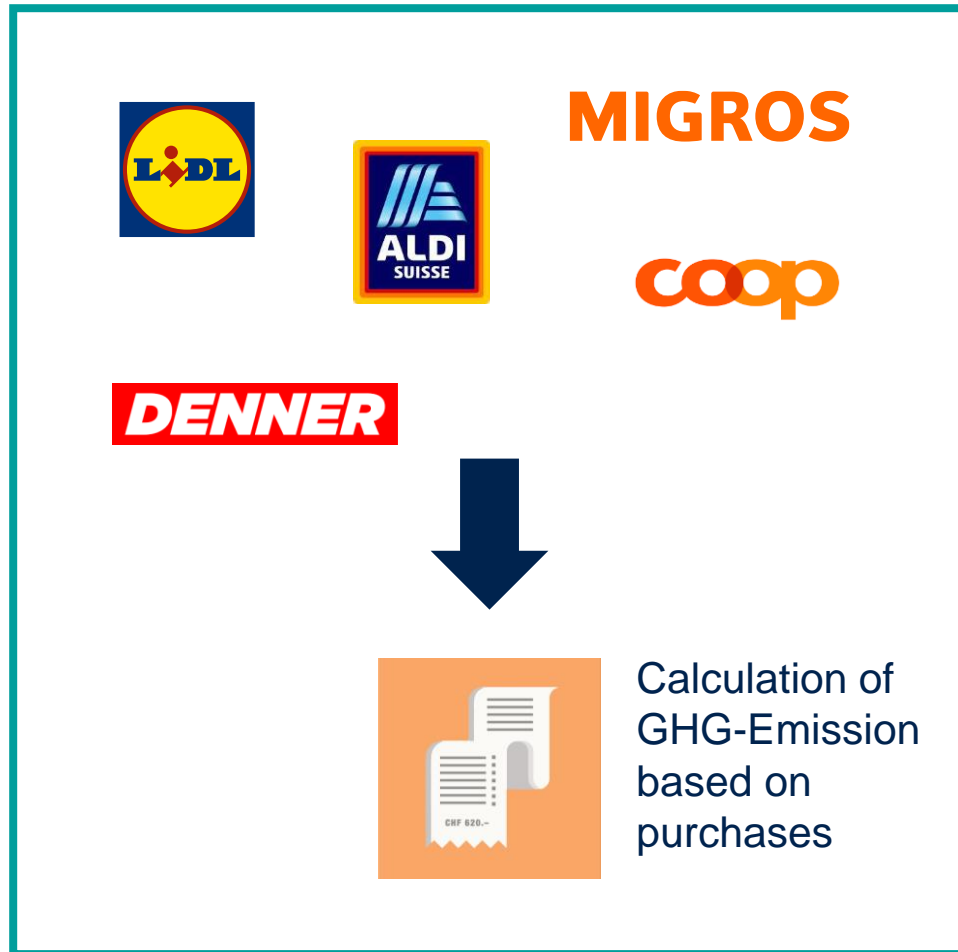 MIGROS
LIDL
ALDI
SUISSE
coop
DENNER
Calculation of
GHG-Emission
based on
purchases
CHF 620.–